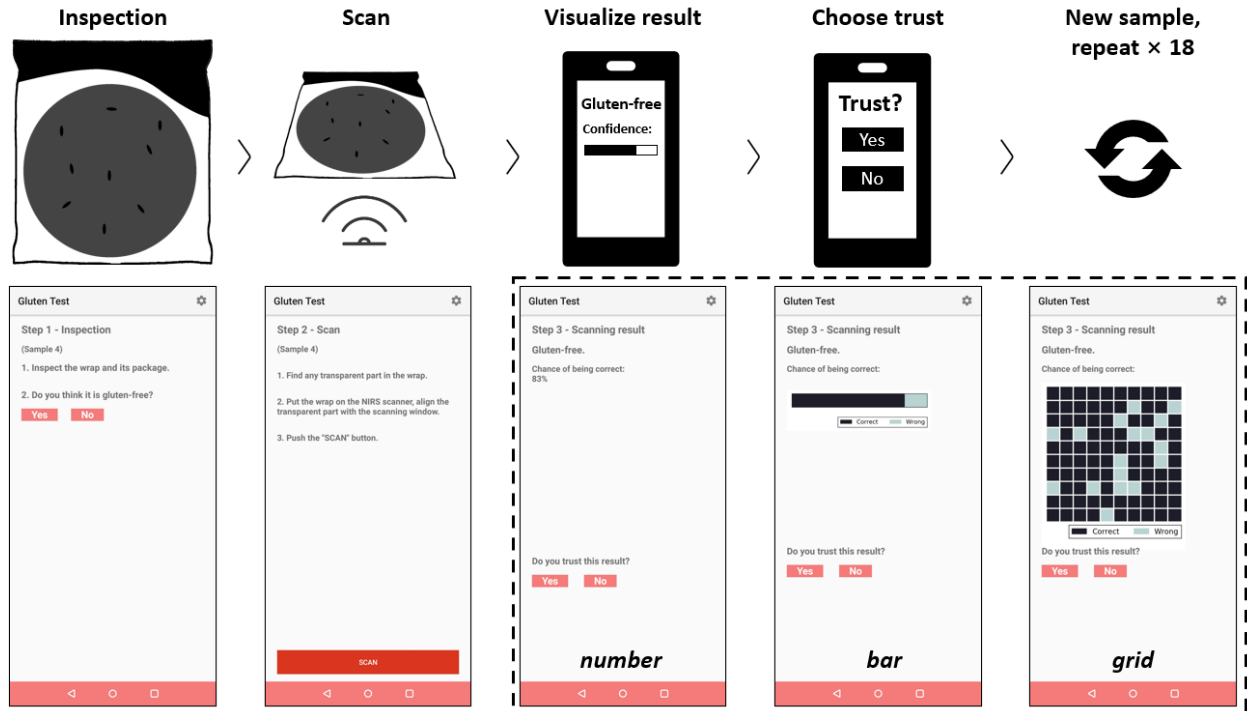 Inspection
Scan
Visualize result
Choose trust
New sample,
repeat × 18
Gluten-free
Confidence:
Trust?
Yes
No
Gluten Test
Step 1 - Inspection
(Sample 4)
1. Inspect the wrap and its package.
2. Do you think it is gluten-free?
Yes
No
Gluten Test
Step 2 - Scan
(Sample 4)
1. Find any transparent part in the wrap.
2. Put the wrap on the NIRS scanner, align the
transparent part with the scanning window.
3. Push the "SCAN" button.
SCAN
Gluten Test
Step 3 - Scanning result
Gluten-free.
Chance of being correct:
83%
Do you trust this result?
Yes
No
number
Gluten Test
Step 3 - Scanning result
Gluten-free.
Chance of being correct:
Correct
Wrong
Do you trust this result?
Yes
No
bar
Gluten Test
Step 3 - Scanning result
Gluten-free.
Chance of being correct:
Correct
Wrong
Do you trust this result?
Yes
No
grid